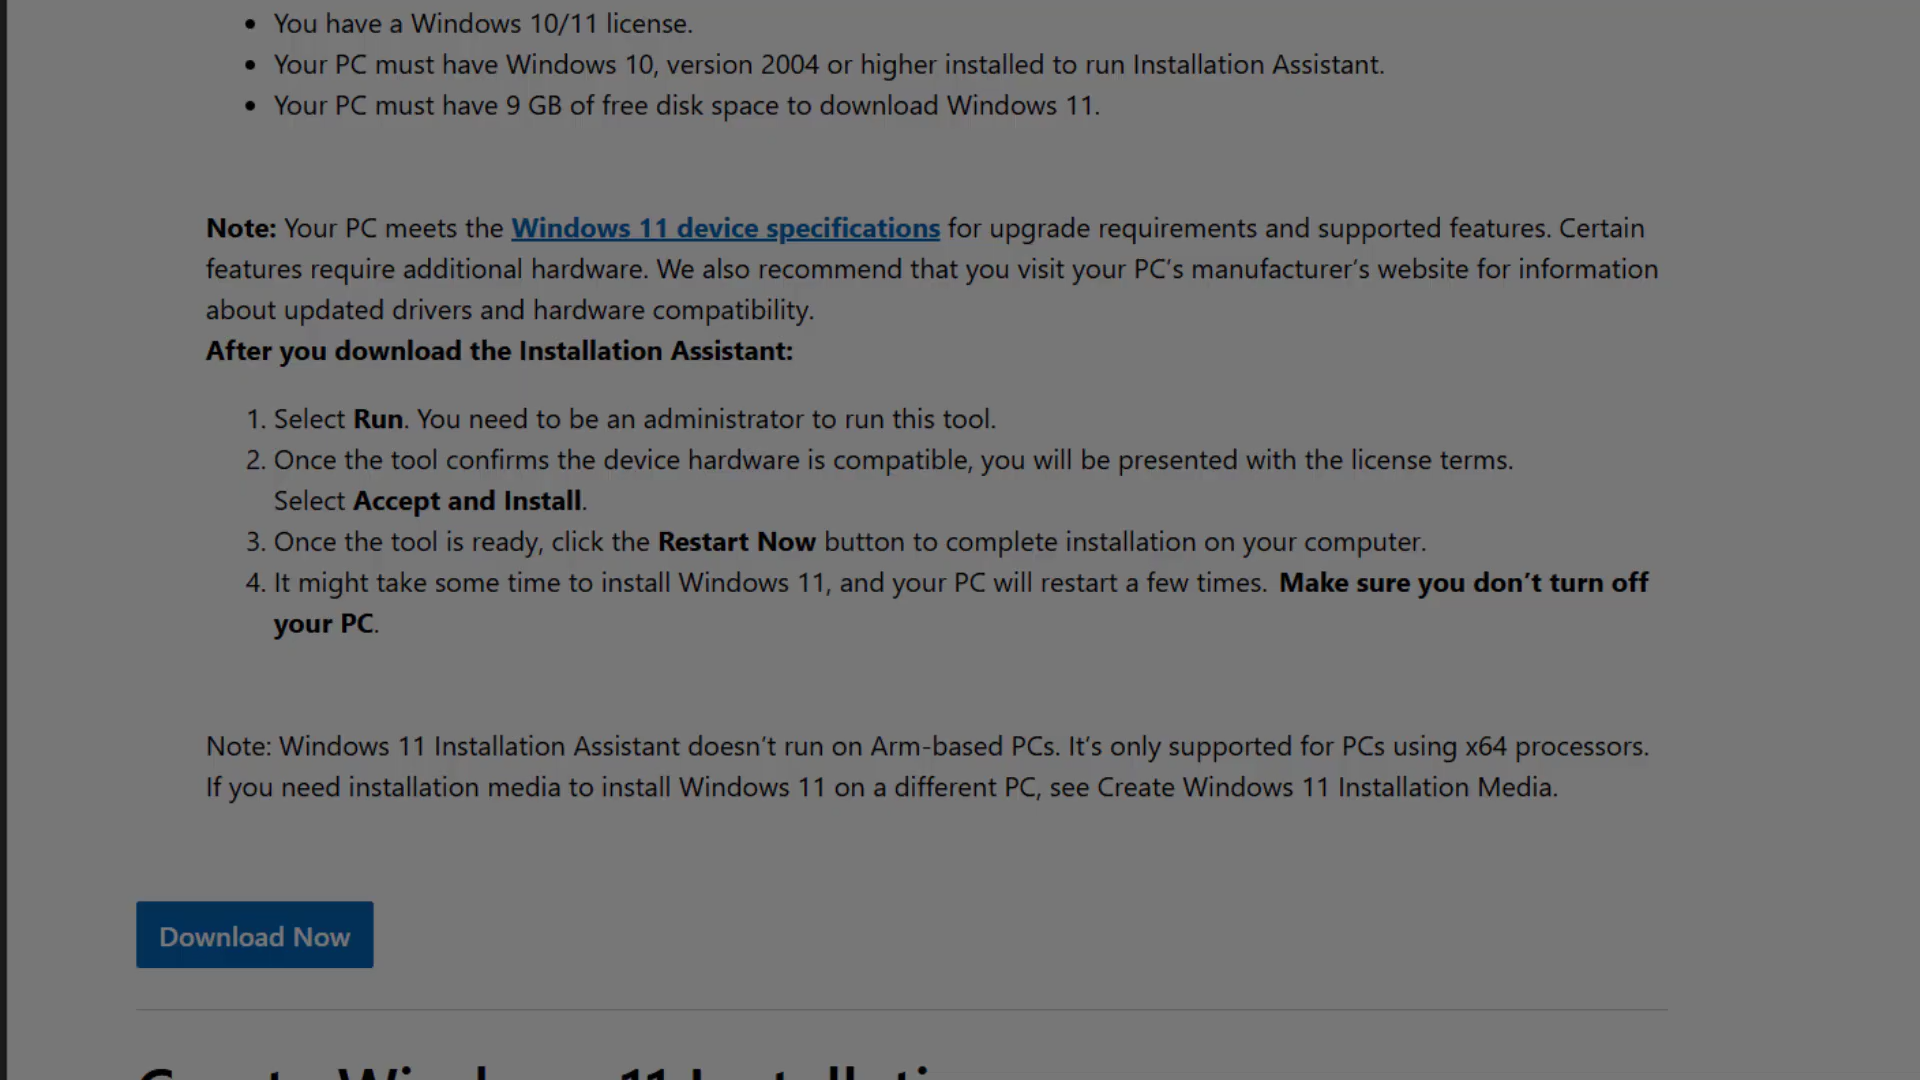 • You have a Windows 10/11 license.
• Your PC must have Windows 10, version 2004 or higher installed to run Installation Assistant.
• Your PC must have 9 GB of free disk space to download Windows 11.
Note: Your PC meets the Windows 11 device specifications for upgrade requirements and supported features. Certain
features require additional hardware. We also recommend that you visit your PC’s manufacturer’s website for information
about updated drivers and hardware compatibility.
After you download the Installation Assistant:
1. Select Run. You need to be an administrator to run this tool.
2. Once the tool confirms the device hardware is compatible, you will be presented with the license terms.
Select Accept and Install.
3. Once the tool is ready, click the Restart Now button to complete installation on your computer.
4. It might take some time to install Windows 11, and your PC will restart a few times. Make sure you don’t turn off
your PC.
Note: Windows 11 Installation Assistant doesn’t run on Arm-based PCs. It’s only supported for PCs using x64 processors.
If you need installation media to install Windows 11 on a different PC, see Create Windows 11 Installation Media.
Download Now
Create Windows 11 Installation